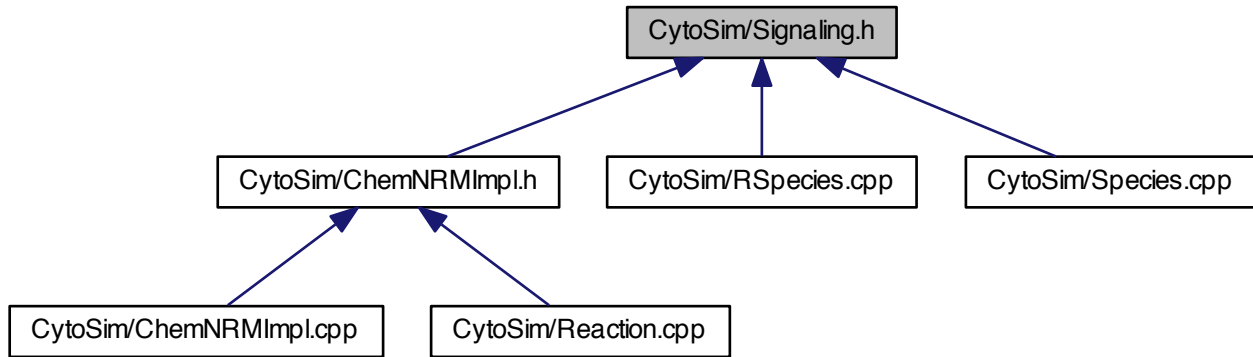 CytoSim/Signaling.h
CytoSim/ChemNRMImpl.h
CytoSim/RSpecies.cpp
CytoSim/Species.cpp
CytoSim/ChemNRMImpl.cpp
CytoSim/Reaction.cpp